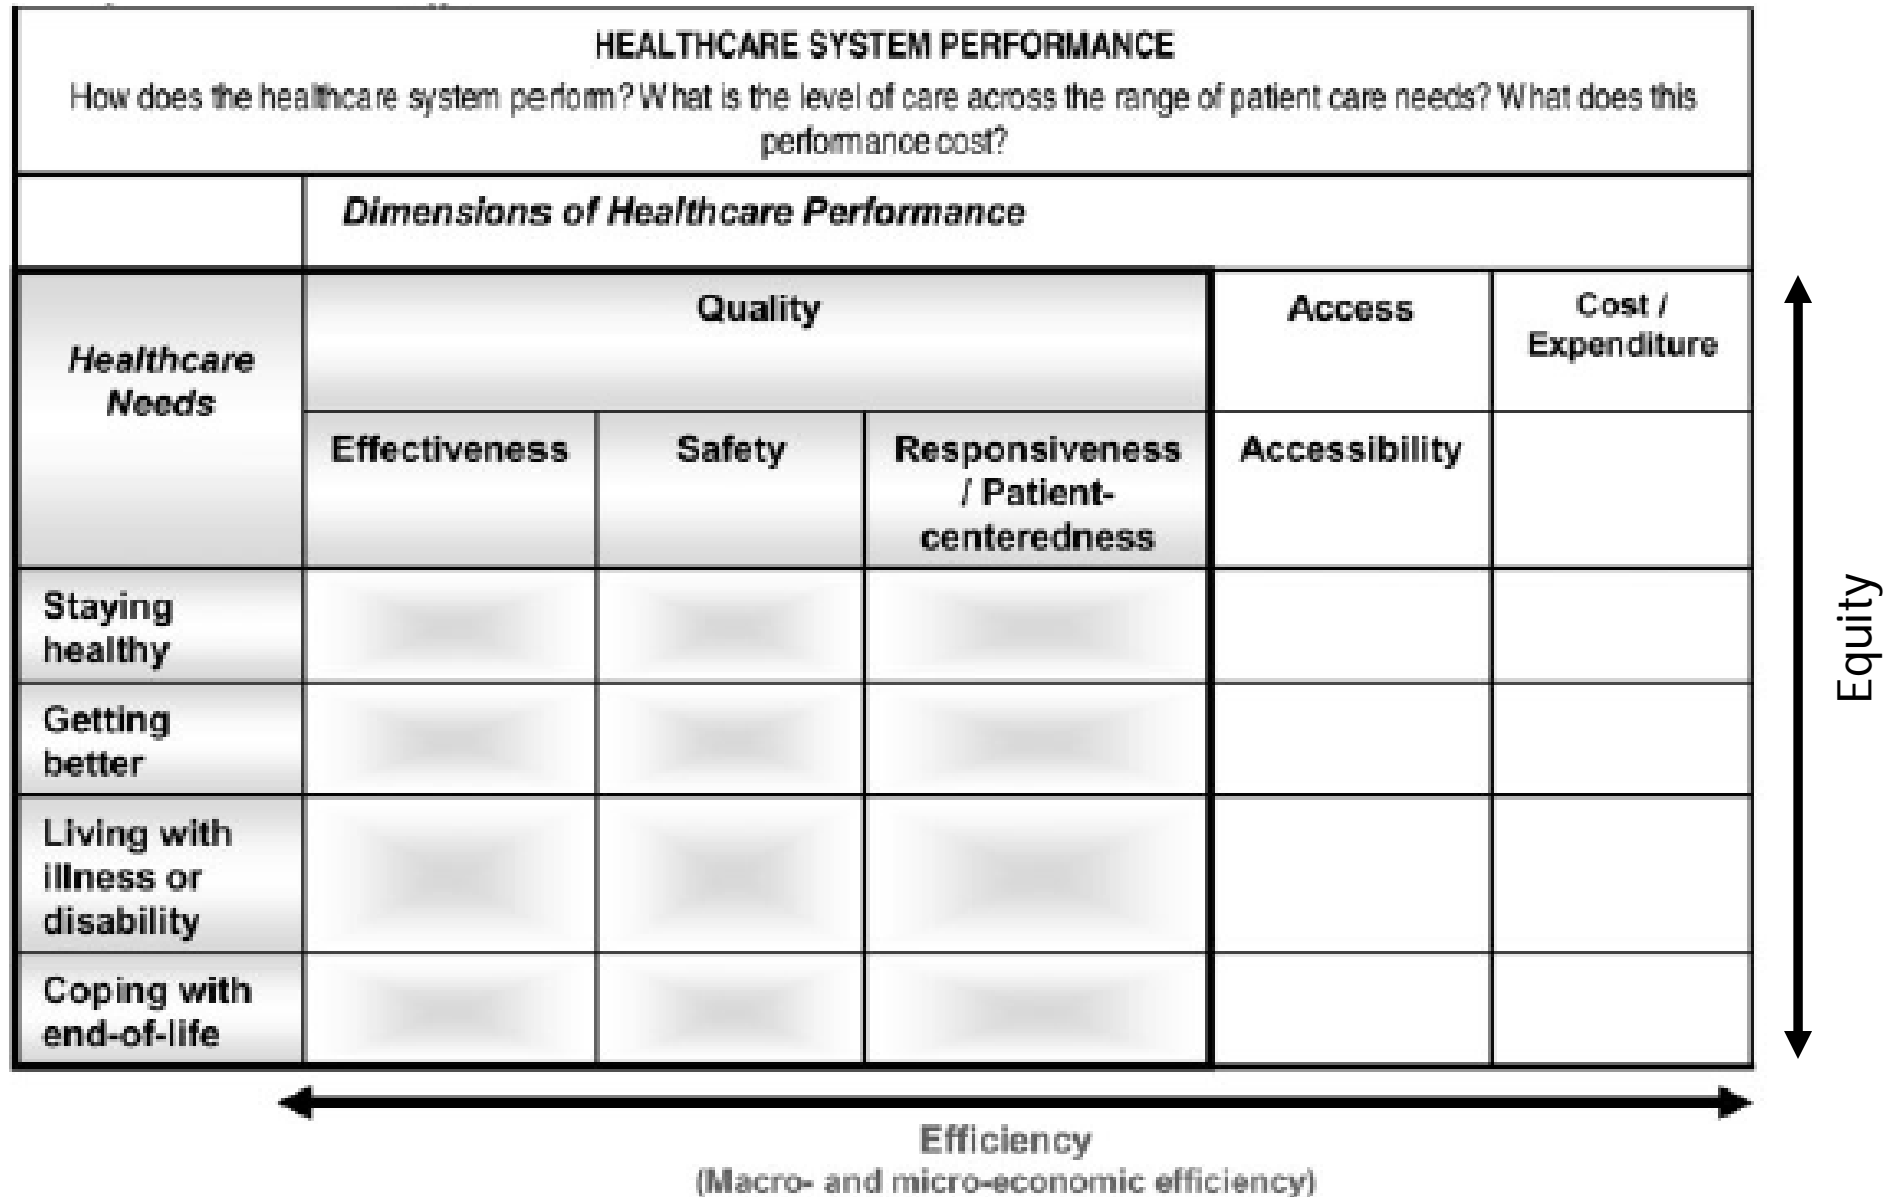 HEALTHCARE SYSTEM PERFORMANCE
How does the healthcare system perform? What is the level of care across the range of patient care needs? What does this
performance cost?
Dimensions of Healthcare Performance
Healthcare
Needs
Quality
Access
Cost /
Expenditure
Effectiveness
Safety
Responsiveness
/ Patient-
centeredness
Accessibility
Staying
healthy
Getting
better
Living with
illness or
disability
Coping with
end-of-life
Equity
Efficiency
(Macro- and micro-economic efficiency)